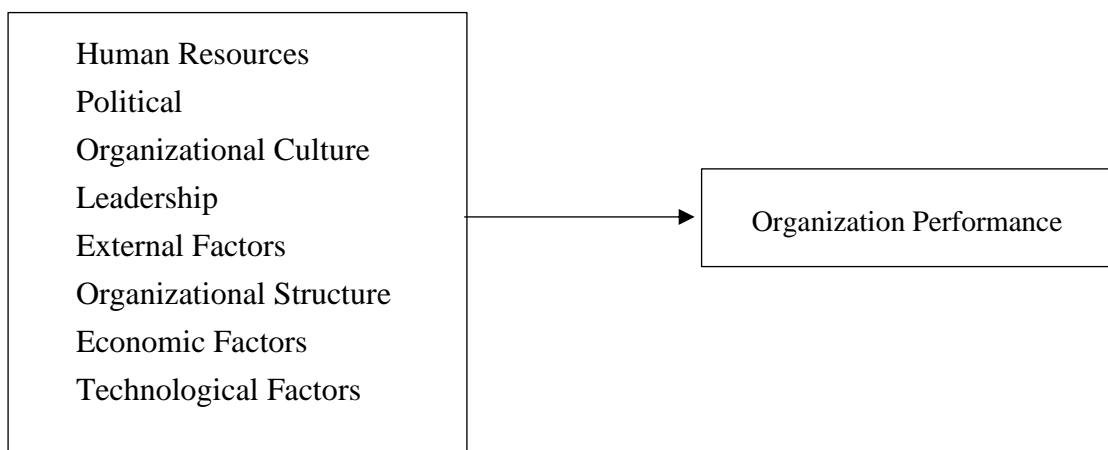 Human Resources
Political
Organizational Culture
Leadership
External Factors
Organizational Structure
Economic Factors
Technological Factors
Organization Performance